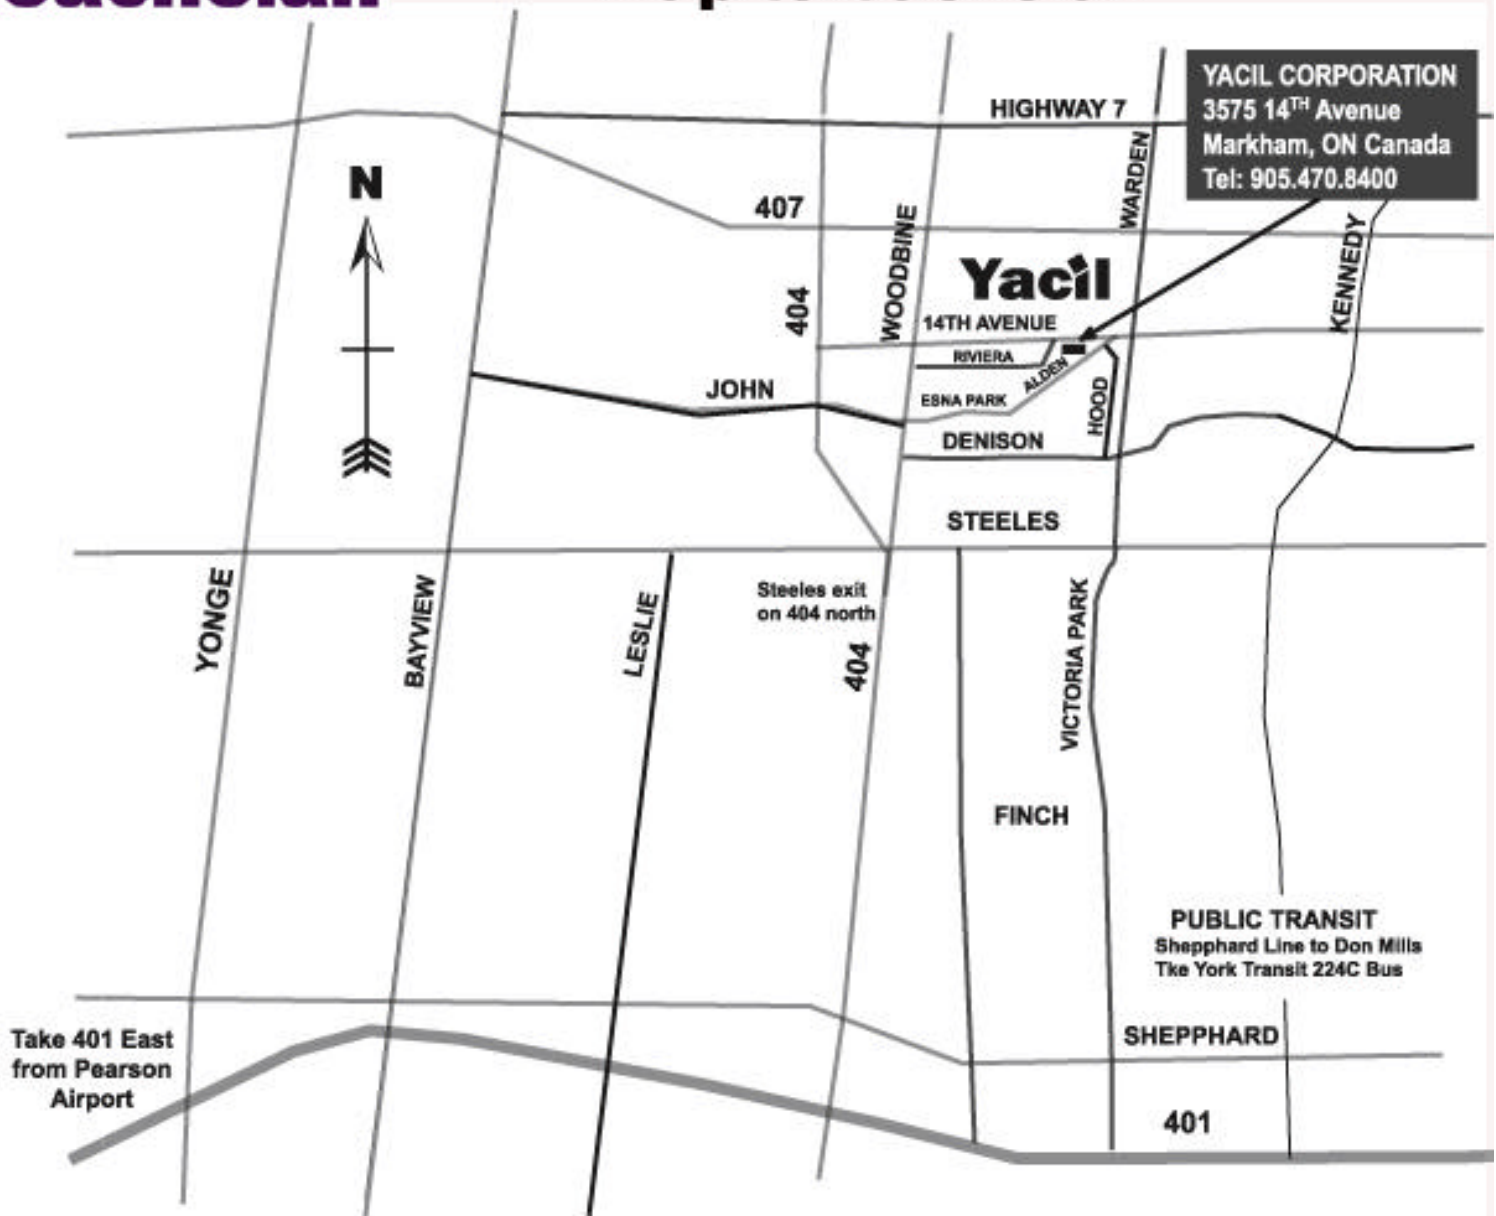 YACIL CORPORATION
3575 14TH Avenue
Markham, ON Canada
Tel: 905.470.8400
HIGHWAY 7
WARDEN
N
407
WOODBINE
KENNEDY
Yacil
404
14TH AVENUE
RIVIERA
ALDEN
JOHN
ESNA PARK
HOOD
DENISON
STEELES
YONGE
BAYVIEW
LESLIE
Steeles exit
on 404 north
404
VICTORIA PARK
FINCH
PUBLIC TRANSIT
Shepphard Line to Don Mills
Tke York Transit 224C Bus
Take 401 East
from Pearson
Airport
SHEPPHARD
401